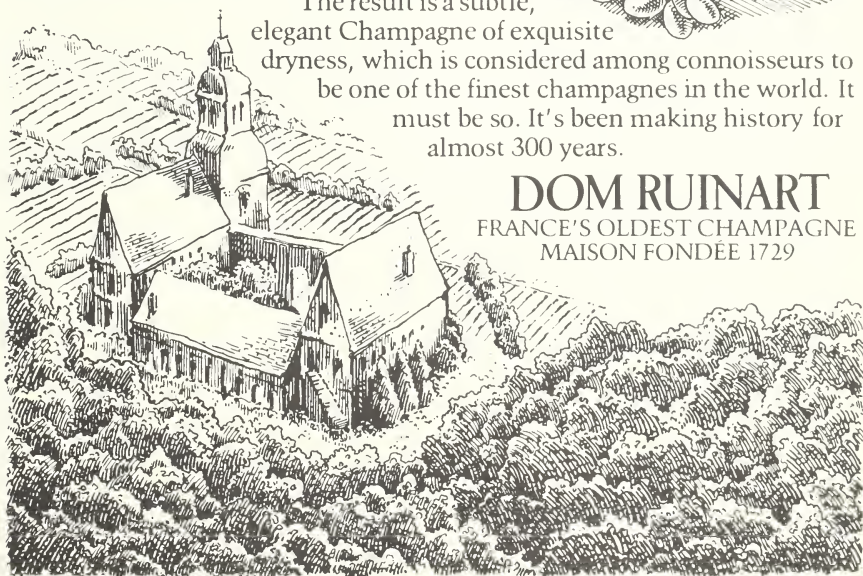 The result is a subtle,
elegant Champagne of exquisite
dryness, which is considered among connoisseurs to
be one of the finest champagnes in the world. It
must be so. It's been making history for
almost 300 years.
DOM RUINART
FRANCE'S OLDEST CHAMPAGNE
MAISON FONDÉE 1729